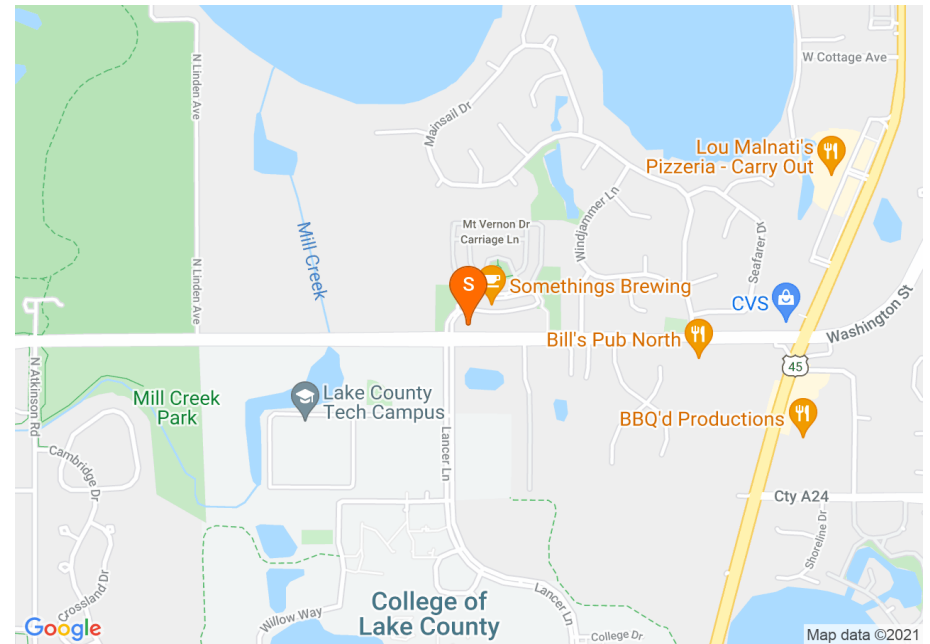 W Cottage Ave
N Linden Ave
Mainsail Dr
Lou Malnati's
Pizzeria - Carry Out
Windjammer Ln
Mt Vernon Dr
Carriage Ln
Seafarer Dr
Mill Creek
N Linden Ave
S
Somethings Brewing
CVS
Washington St
Bill's Pub North
45
N Atkinson Rd
Mill Creek
Park
Lake County
Tech Campus
BBQ'd Productions
Lancer Ln
Cambridge Dr
Cty A24
Shoreline Dr
Crossland Dr
College of
Lake County
Willow Way
Lancer Ln
College Dr
Google
Map data ©2021